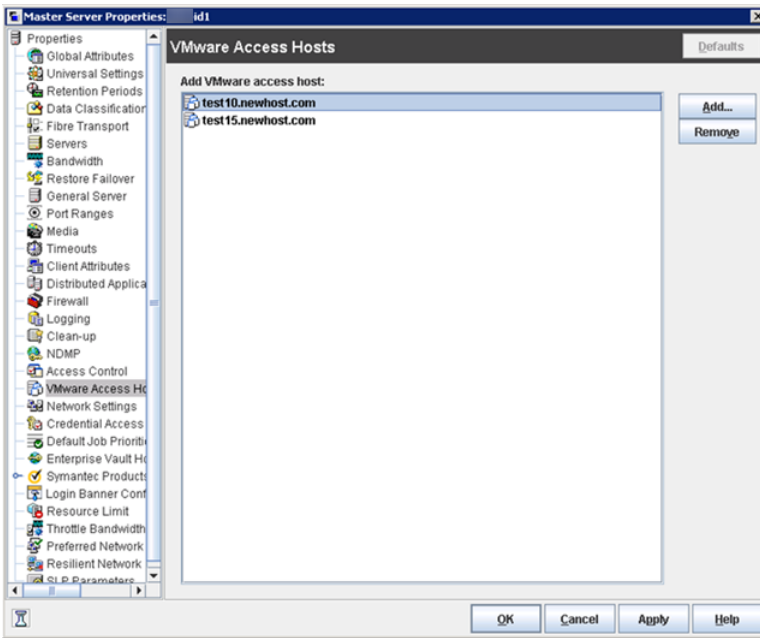 Master Server Properties: id1
Properties
Global Attributes
Universal Settings
Retention Periods
Data Classification
Fibre Transport
Servers
Bandwidth
Restore Failover
General Server
Port Ranges
Media
Timeouts
Client Attributes
Distributed Applica
Firewall
Logging
Clean-up
NDMP
Access Control
VMware Access Ho
Network Settings
Credential Access
Default Job Prioriti
Enterprise Vault Ho
Symantec Products
Login Banner Conf
Resource Limit
Throttle Bandwidth
Preferred Network
Resilient Network
SLP Parameters
VMware Access Hosts
Defaults
Add VMware access host:
test10.newhost.com
test15.newhost.com
Add...
Remove
OK
Cancel
Apply
Help